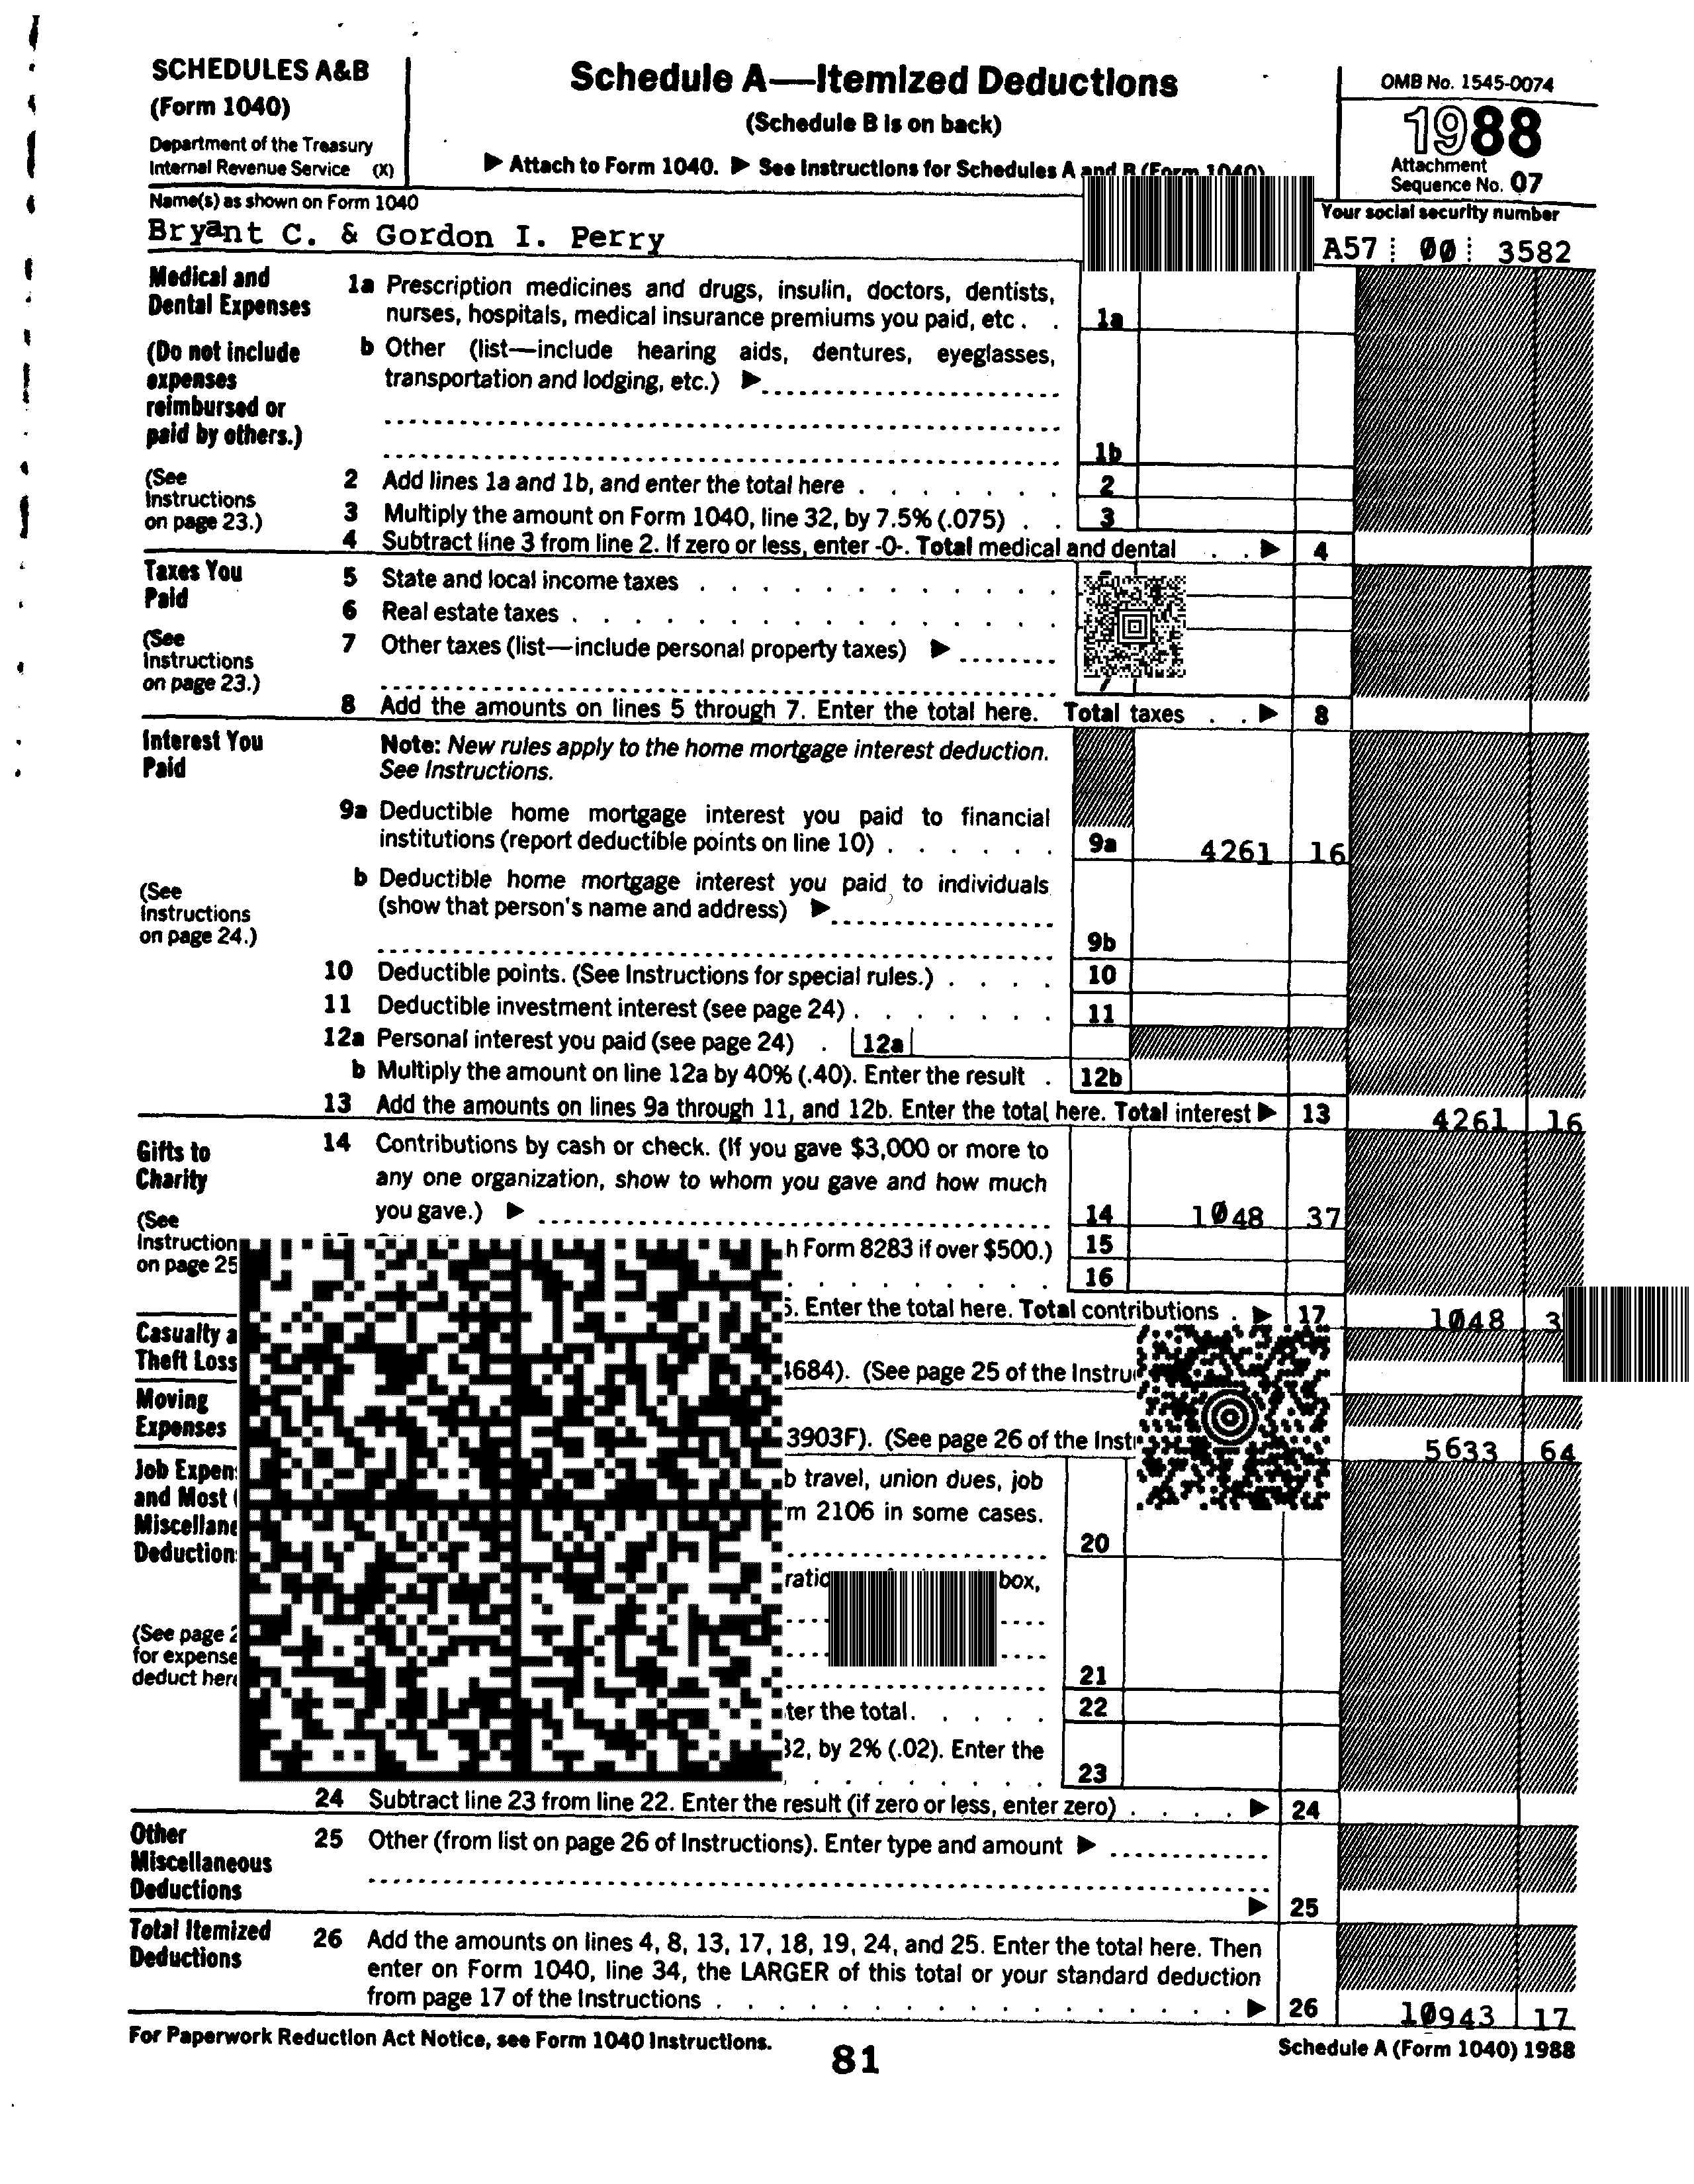 SCHEDULES A&B
(Form 1040)
Department of the Treasury
Internal Revenue Service (X)
Schedule A—Itemized Deductions
(Schedule B is on back)
▶ Attach to Form 1040. ▶ See Instructions for Schedules A and B (Form 1040)
OMB No. 1545-0074
1988
Attachment
Sequence No. 07
Name(s) as shown on Form 1040
Bryant C. & Gordon I. Perry
Your social security number
A57 00 3582
Medical and
Dental Expenses
(Do not include
expenses
reimbursed or
paid by others.)
(See
Instructions
on page 23.)
1a Prescription medicines and drugs, insulin, doctors, dentists,
nurses, hospitals, medical insurance premiums you paid, etc . . 1a
b Other (list—include hearing aids, dentures, eyeglasses,
transportation and lodging, etc.) ▶
1b
2 Add lines 1a and 1b, and enter the total here . . . . . . . 2
3 Multiply the amount on Form 1040, line 32, by 7.5% (.075) . . 3
4 Subtract line 3 from line 2. If zero or less, enter -0-. Total medical and dental . . ▶ 4
Taxes You
Paid
(See
Instructions
on page 23.)
5 State and local income taxes . . . . . . . . . . . .
6 Real estate taxes . . . . . . . . . . . . . . . .
7 Other taxes (list—include personal property taxes) ▶
8 Add the amounts on lines 5 through 7. Enter the total here. Total taxes . . ▶ 8
Interest You
Paid
(See
Instructions
on page 24.)
Note: New rules apply to the home mortgage interest deduction.
See Instructions.
9a Deductible home mortgage interest you paid to financial
institutions (report deductible points on line 10) . . . . . . 9a 4261 16
b Deductible home mortgage interest you paid to individuals
(show that person's name and address) ▶
9b
10 Deductible points. (See Instructions for special rules.) . . . . 10
11 Deductible investment interest (see page 24) . . . . . . . 11
12a Personal interest you paid (see page 24) . 12a
b Multiply the amount on line 12a by 40% (.40). Enter the result . 12b
13 Add the amounts on lines 9a through 11, and 12b. Enter the total here. Total interest ▶ 13 4261 16
Gifts to
Charity
(See
Instruction
on page 25
14 Contributions by cash or check. (If you gave $3,000 or more to
any one organization, show to whom you gave and how much
you gave.) ▶ 14 1048 37
h Form 8283 if over $500.) 15
16
5. Enter the total here. Total contributions . ▶ 17 1048 3
Casualty a
Theft Loss
4684). (See page 25 of the Instru
Moving
Expenses
3903F). (See page 26 of the Instr 5633 64
Job Expen
and Most
Miscellane
Deduction
(See page 2
for expense
deduct here
b travel, union dues, job
rm 2106 in some cases.
20
box,
21
ter the total. . . . . 22
32, by 2% (.02). Enter the
23
24 Subtract line 23 from line 22. Enter the result (if zero or less, enter zero) . . . . ▶ 24
Other
Miscellaneous
Deductions
25 Other (from list on page 26 of Instructions). Enter type and amount ▶
▶ 25
Total Itemized
Deductions
26 Add the amounts on lines 4, 8, 13, 17, 18, 19, 24, and 25. Enter the total here. Then
enter on Form 1040, line 34, the LARGER of this total or your standard deduction
from page 17 of the Instructions . . . . . . . . . . . . . . . . ▶ 26 10943 17
For Paperwork Reduction Act Notice, see Form 1040 Instructions.
81
Schedule A (Form 1040) 1988